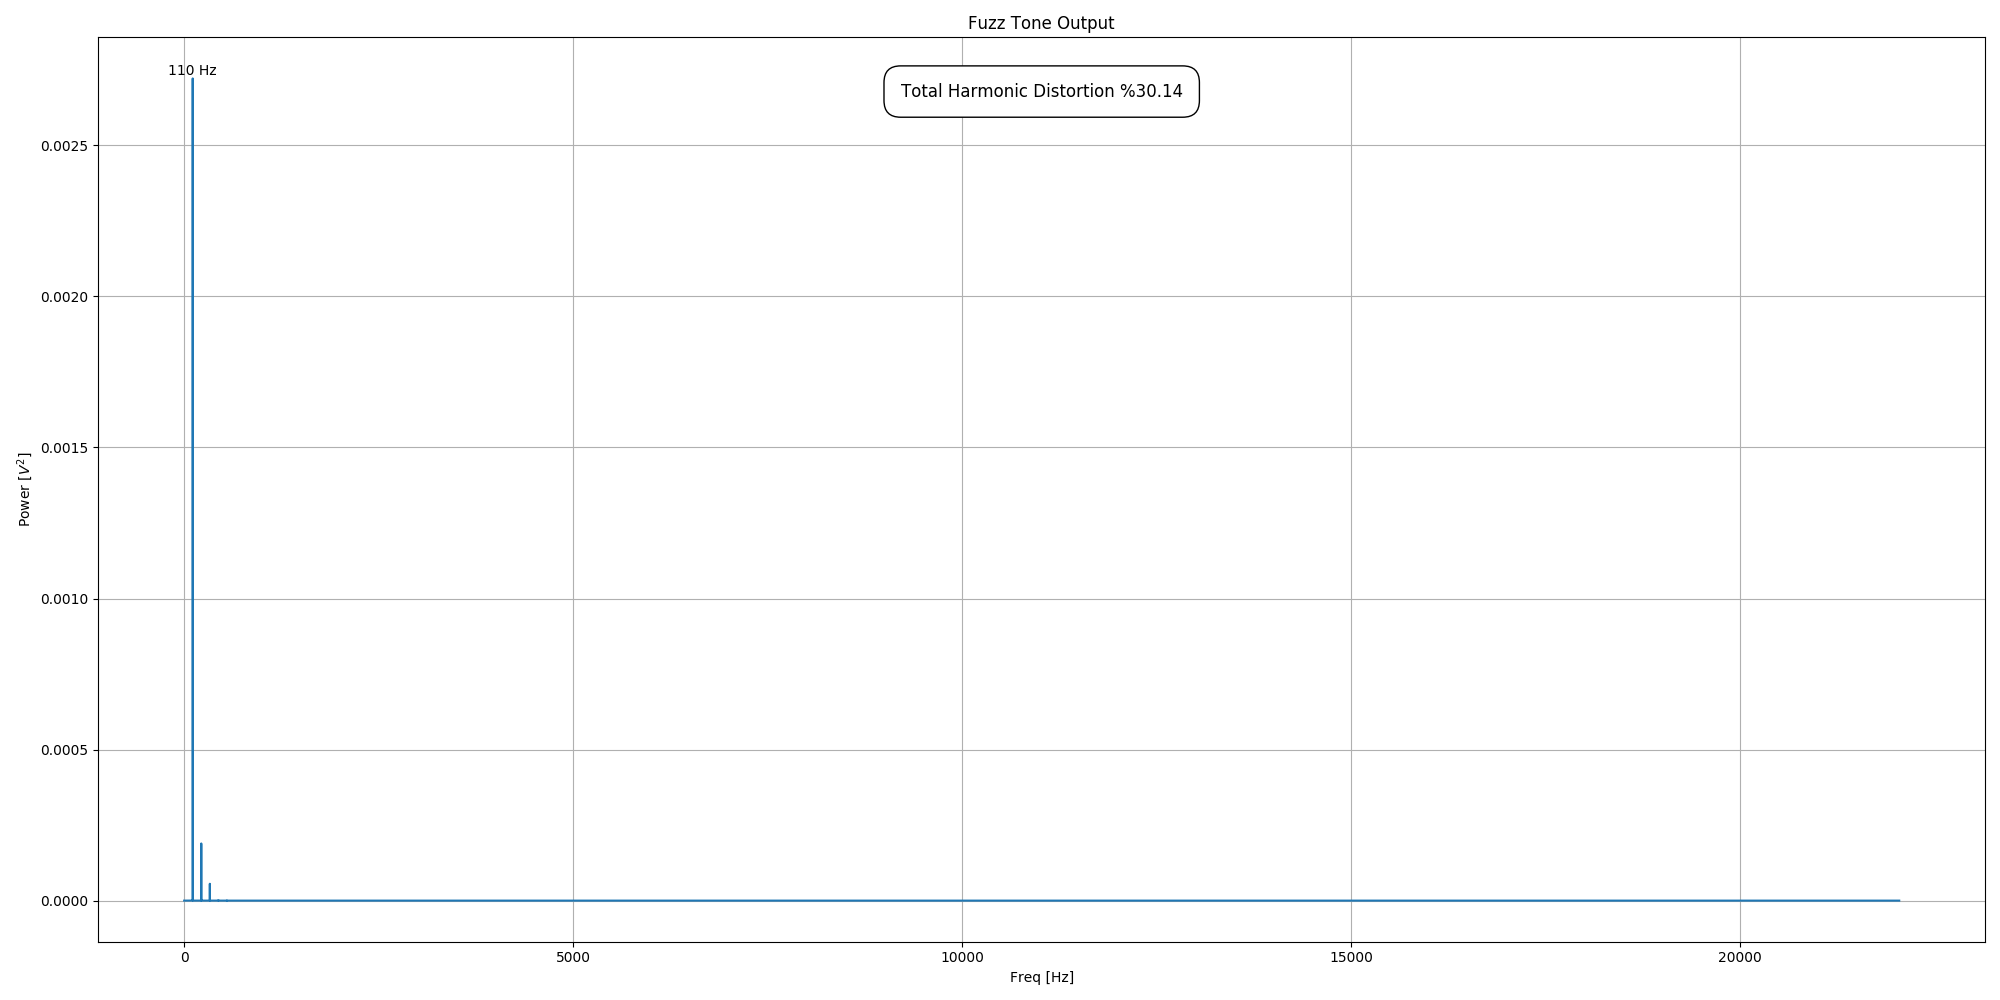 Fuzz Tone Output
110 Hz
Total Harmonic Distortion %30.14
0.0025
0.0020
0.0015
0.0010
0.0005
0.0000
Power [V²]
0 5000 10000 15000 20000
Freq [Hz]